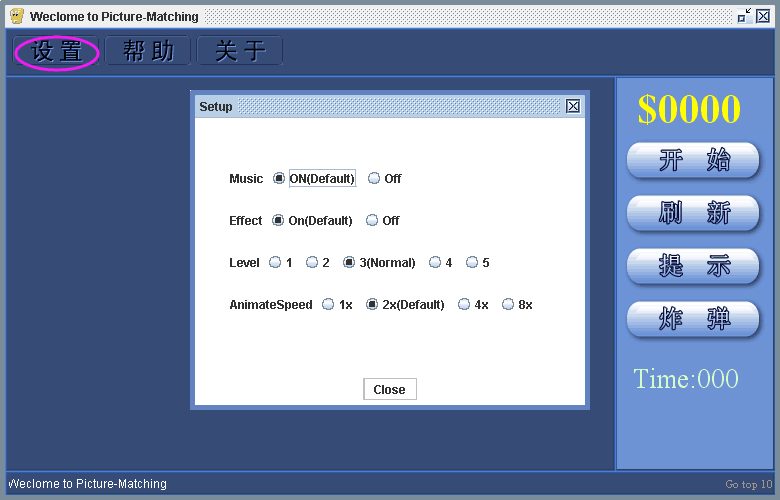 Weclome to Picture-Matching
设置 帮助 关于
$0000
Setup
Music ON(Default) Off
Effect On(Default) Off
Level 1 2 3(Normal) 4 5
AnimateSpeed 1x 2x(Default) 4x 8x
Close
开 始
刷 新
提 示
炸 弹
Time:000
Weclome to Picture-Matching
Go top 10